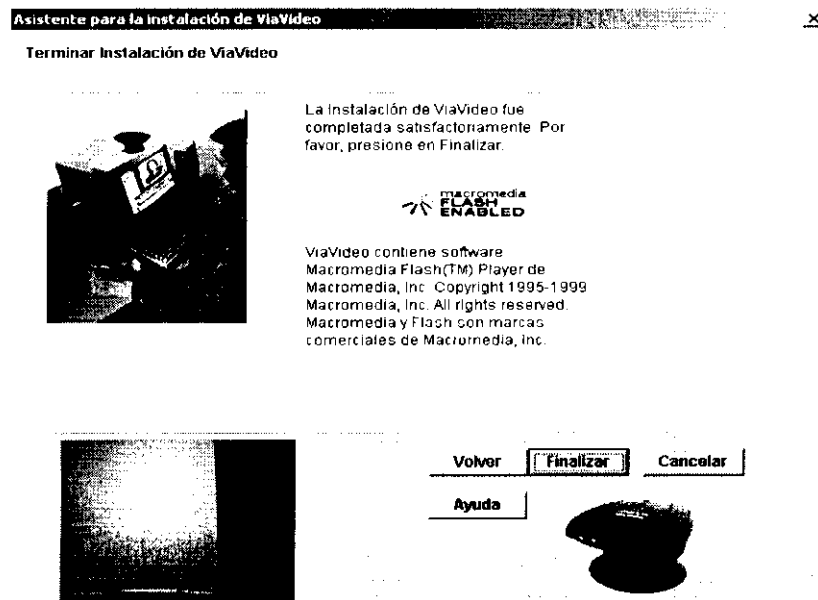 Asistente para la instalación de ViaVideo
Terminar Instalación de ViaVideo
La instalación de ViaVideo fue
completada satisfactoriamente. Por
favor, presione en Finalizar.
macromedia
FLASH
ENABLED
ViaVideo contiene software
Macromedia Flash(TM) Player de
Macromedia, Inc. Copyright 1995-1999
Macromedia, Inc. All rights reserved.
Macromedia y Flash son marcas
comerciales de Macromedia, Inc.
Volver Finalizar Cancelar
Ayuda